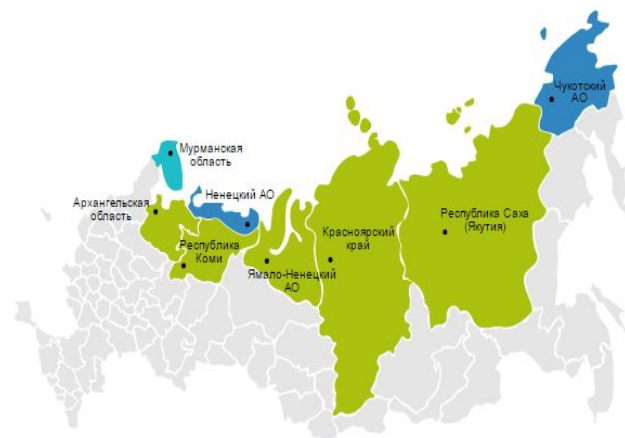 Чукотский
АО
Мурманская
область
Ненецкий АО
Архангельская
область
Республика
Коми
Ямало-Ненецкий
АО
Красноярский
край
Республика Саха
(Якутия)